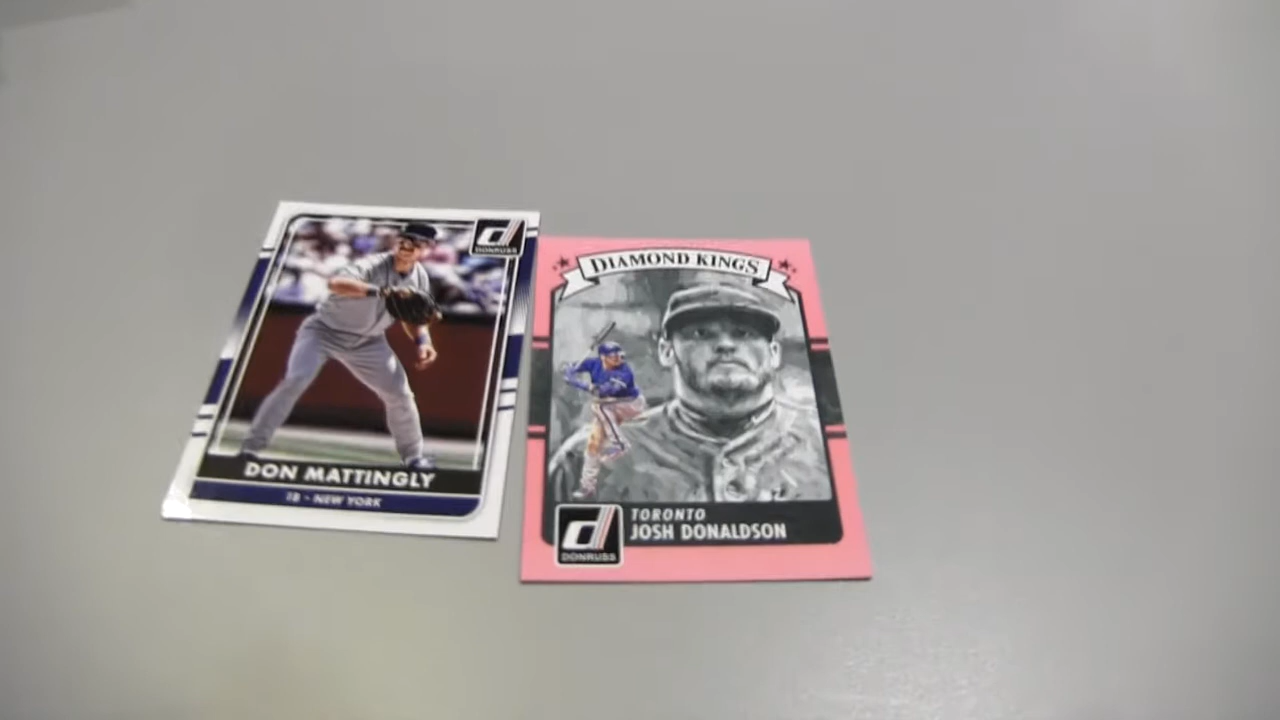 DONRUSS
DON MATTINGLY
1B - NEW YORK
DIAMOND KINGS
TORONTO
JOSH DONALDSON
DONRUSS